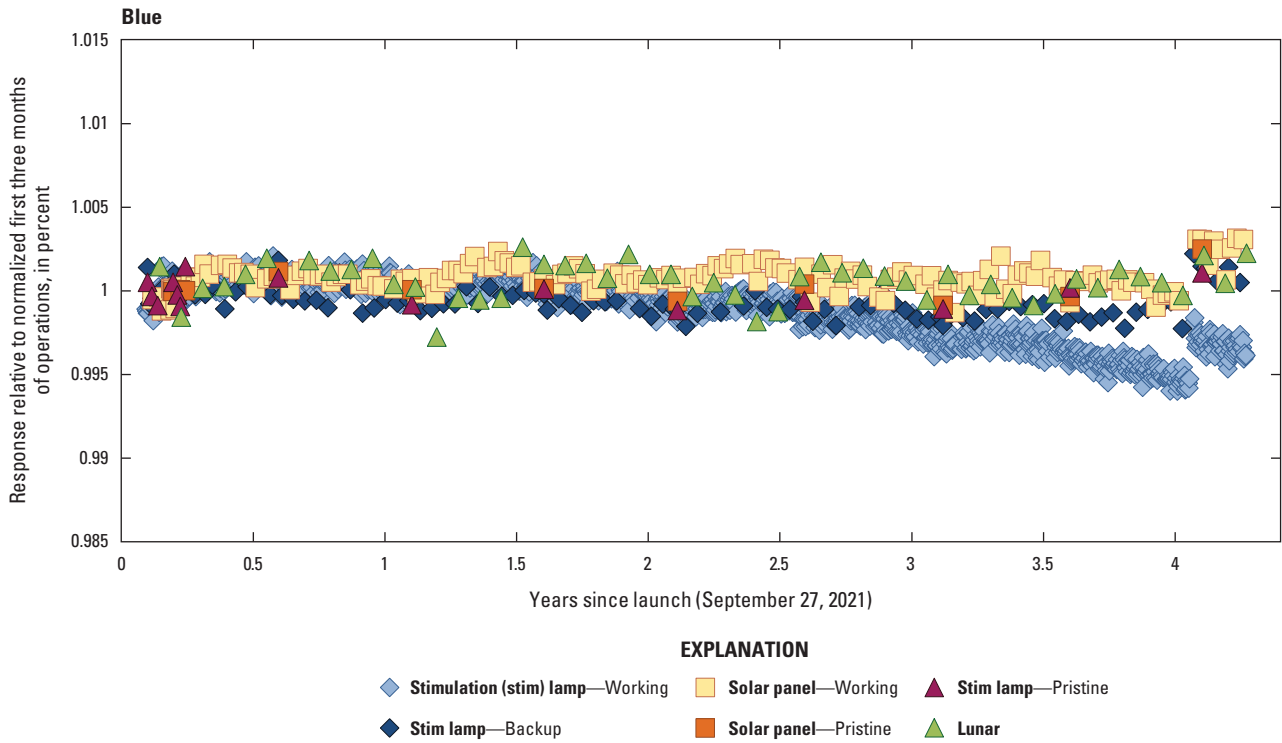 Blue
Response relative to normalized first three months
of operations, in percent
1.015
1.01
1.005
1
0.995
0.99
0.985
0
0.5
1
1.5
2
2.5
3
3.5
4
Years since launch (September 27, 2021)
EXPLANATION
Stimulation (stim) lamp—Working
Solar panel—Working
Stim lamp—Pristine
Stim lamp—Backup
Solar panel—Pristine
Lunar